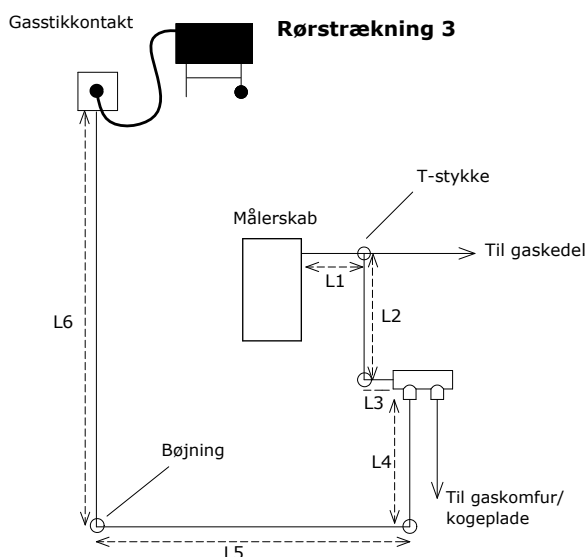 Gasstikkontakt
Rørstrækning 3
T-stykke
Målerskab
Til gaskedel
L1
L2
L6
L3
L4
Bøjning
Til gaskomfur/
kogeplade
L5